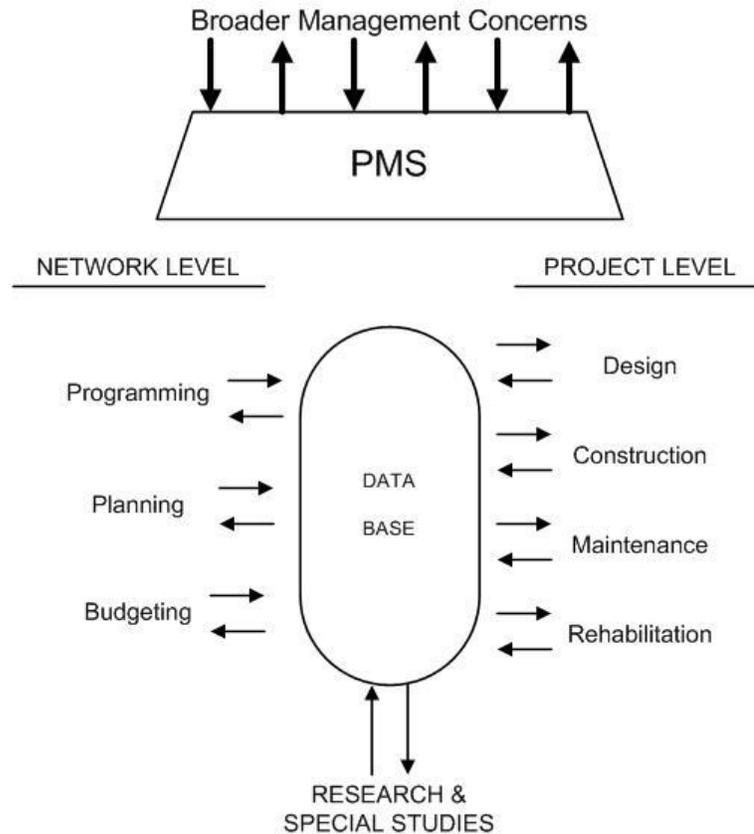 Broader Management Concerns
PMS
NETWORK LEVEL
PROJECT LEVEL
Programming
Planning
Budgeting
DATA
BASE
Design
Construction
Maintenance
Rehabilitation
RESEARCH &
SPECIAL STUDIES